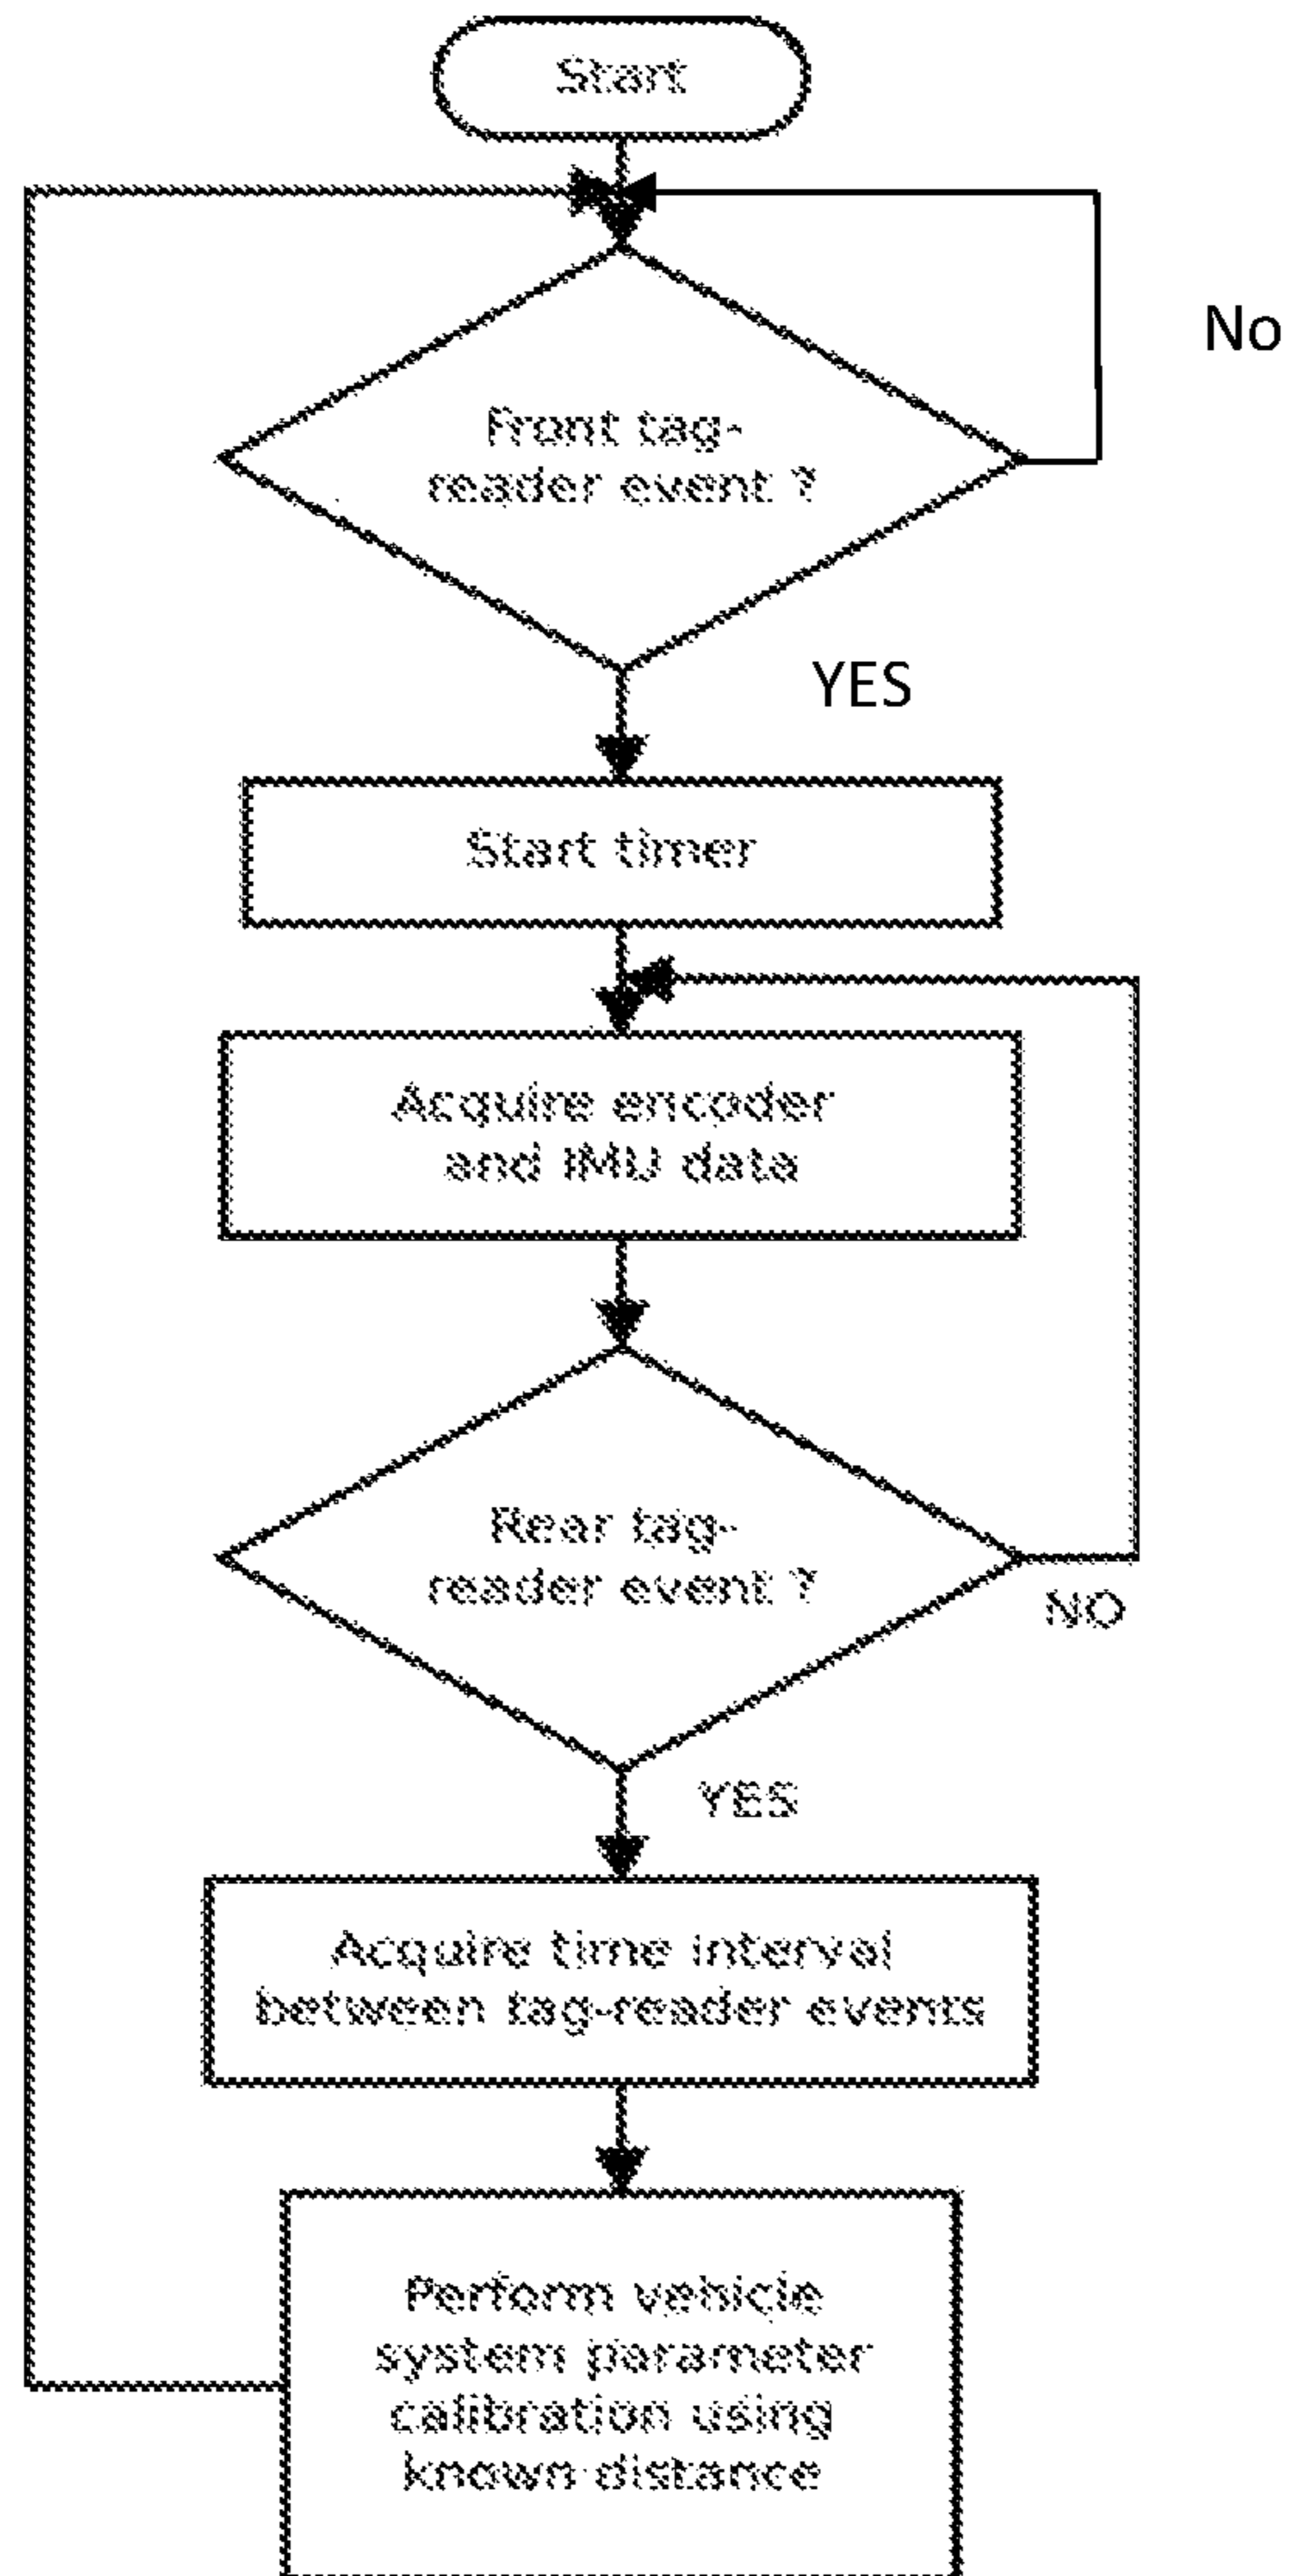 Start
No
Front tag-
reader event ?
YES
Start timer
Acquire encoder
and IMU data
Rear tag-
reader event ?
NO
YES
Acquire time interval
between tag-reader events
Perform vehicle
system parameter
calibration using
known distance